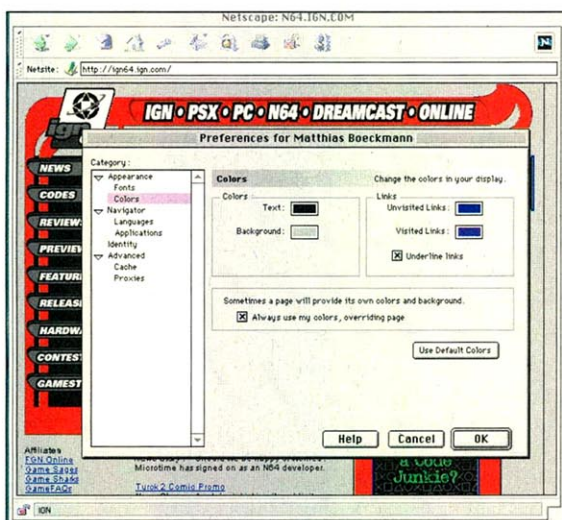 Netscape: N64.IGN.COM
Netsite: http://ign64.ign.com/
ign
IGN • PSX • PC • N64 • DREAMCAST • ONLINE
Preferences for Matthias Boeckmann
NEWS
CODES
REVIEW
PREVIEW
FEATUR
RELEAS
HARDWA
CONTES
GAMEST
Category:
Appearance
Fonts
Colors
Navigator
Languages
Applications
Identity
Advanced
Cache
Proxies
Colors
Change the colors in your display.
Colors
Text:
Background:
Links
Unvisited Links:
Visited Links:
Underline links
Sometimes a page will provide its own colors and background.
Always use my colors, overriding page
Use Default Colors
Help
Cancel
OK
Affiliates
FGN Online
Game Sages
Game Sharks
GameFAQs
Microtime has signed on as an N64 developer.
Turok 2 Comic Promo
a Code
Junkie?
IGN